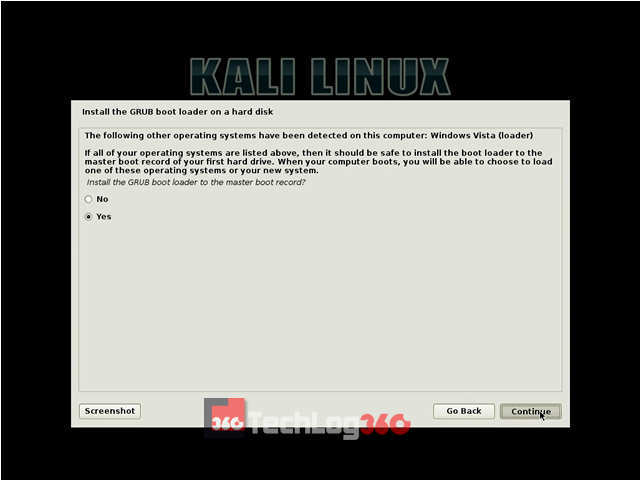 KALI LINUX
Install the GRUB boot loader on a hard disk
The following other operating systems have been detected on this computer: Windows Vista (loader)
If all of your operating systems are listed above, then it should be safe to install the boot loader to the
master boot record of your first hard drive. When your computer boots, you will be able to choose to load
one of these operating systems or your new system.
Install the GRUB boot loader to the master boot record?
No
Yes
Screenshot
360 TechLog360
Go Back
Continue